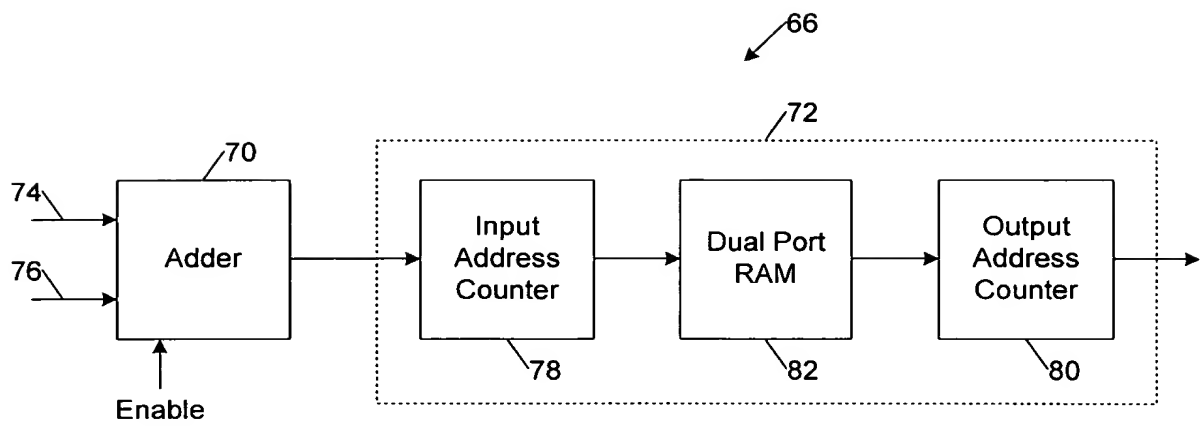 66
72
70
74
76
Adder
Input
Address
Counter
Dual Port
RAM
Output
Address
Counter
78
82
80
Enable